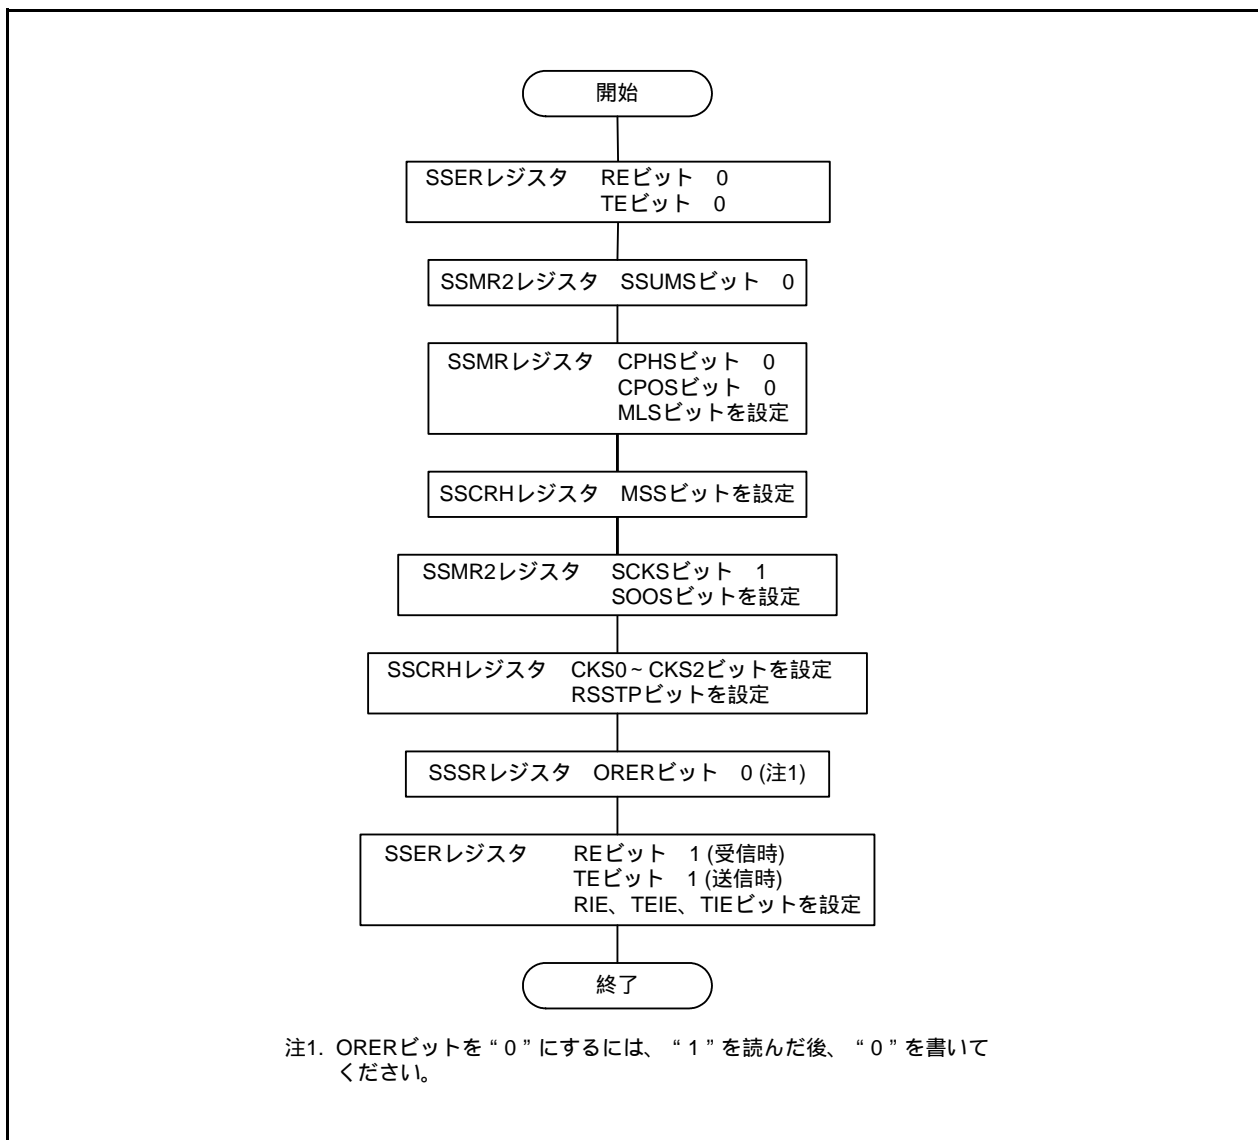 開始
SSERレジスタ REビット 0
TEビット 0
SSMR2レジスタ SSUMSビット 0
SSMRレジスタ CPHSビット 0
CPOSビット 0
MLSビットを設定
SSCRHレジスタ MSSビットを設定
SSMR2レジスタ SCKSビット 1
SOOSビットを設定
SSCRHレジスタ CKS0~CKS2ビットを設定
RSSTPビットを設定
SSSRレジスタ ORERビット 0 (注1)
SSERレジスタ REビット 1 (受信時)
TEビット 1 (送信時)
RIE、TEIE、TIEビットを設定
終了
注1. ORERビットを“0”にするには、“1”を読んだ後、“0”を書いて
ください。